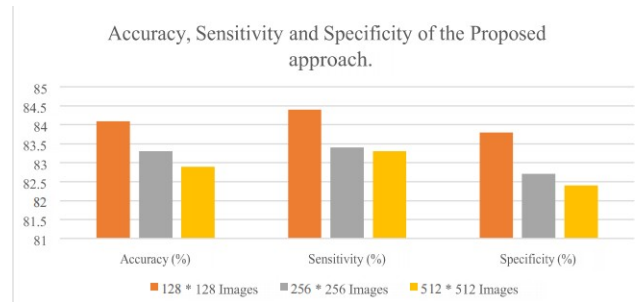 Accuracy, Sensitivity and Specificity of the Proposed
approach.
85
84.5
84
83.5
83
82.5
82
81.5
81
Accuracy (%) Sensitivity (%) Specificity (%)
128 * 128 Images 256 * 256 Images 512 * 512 Images